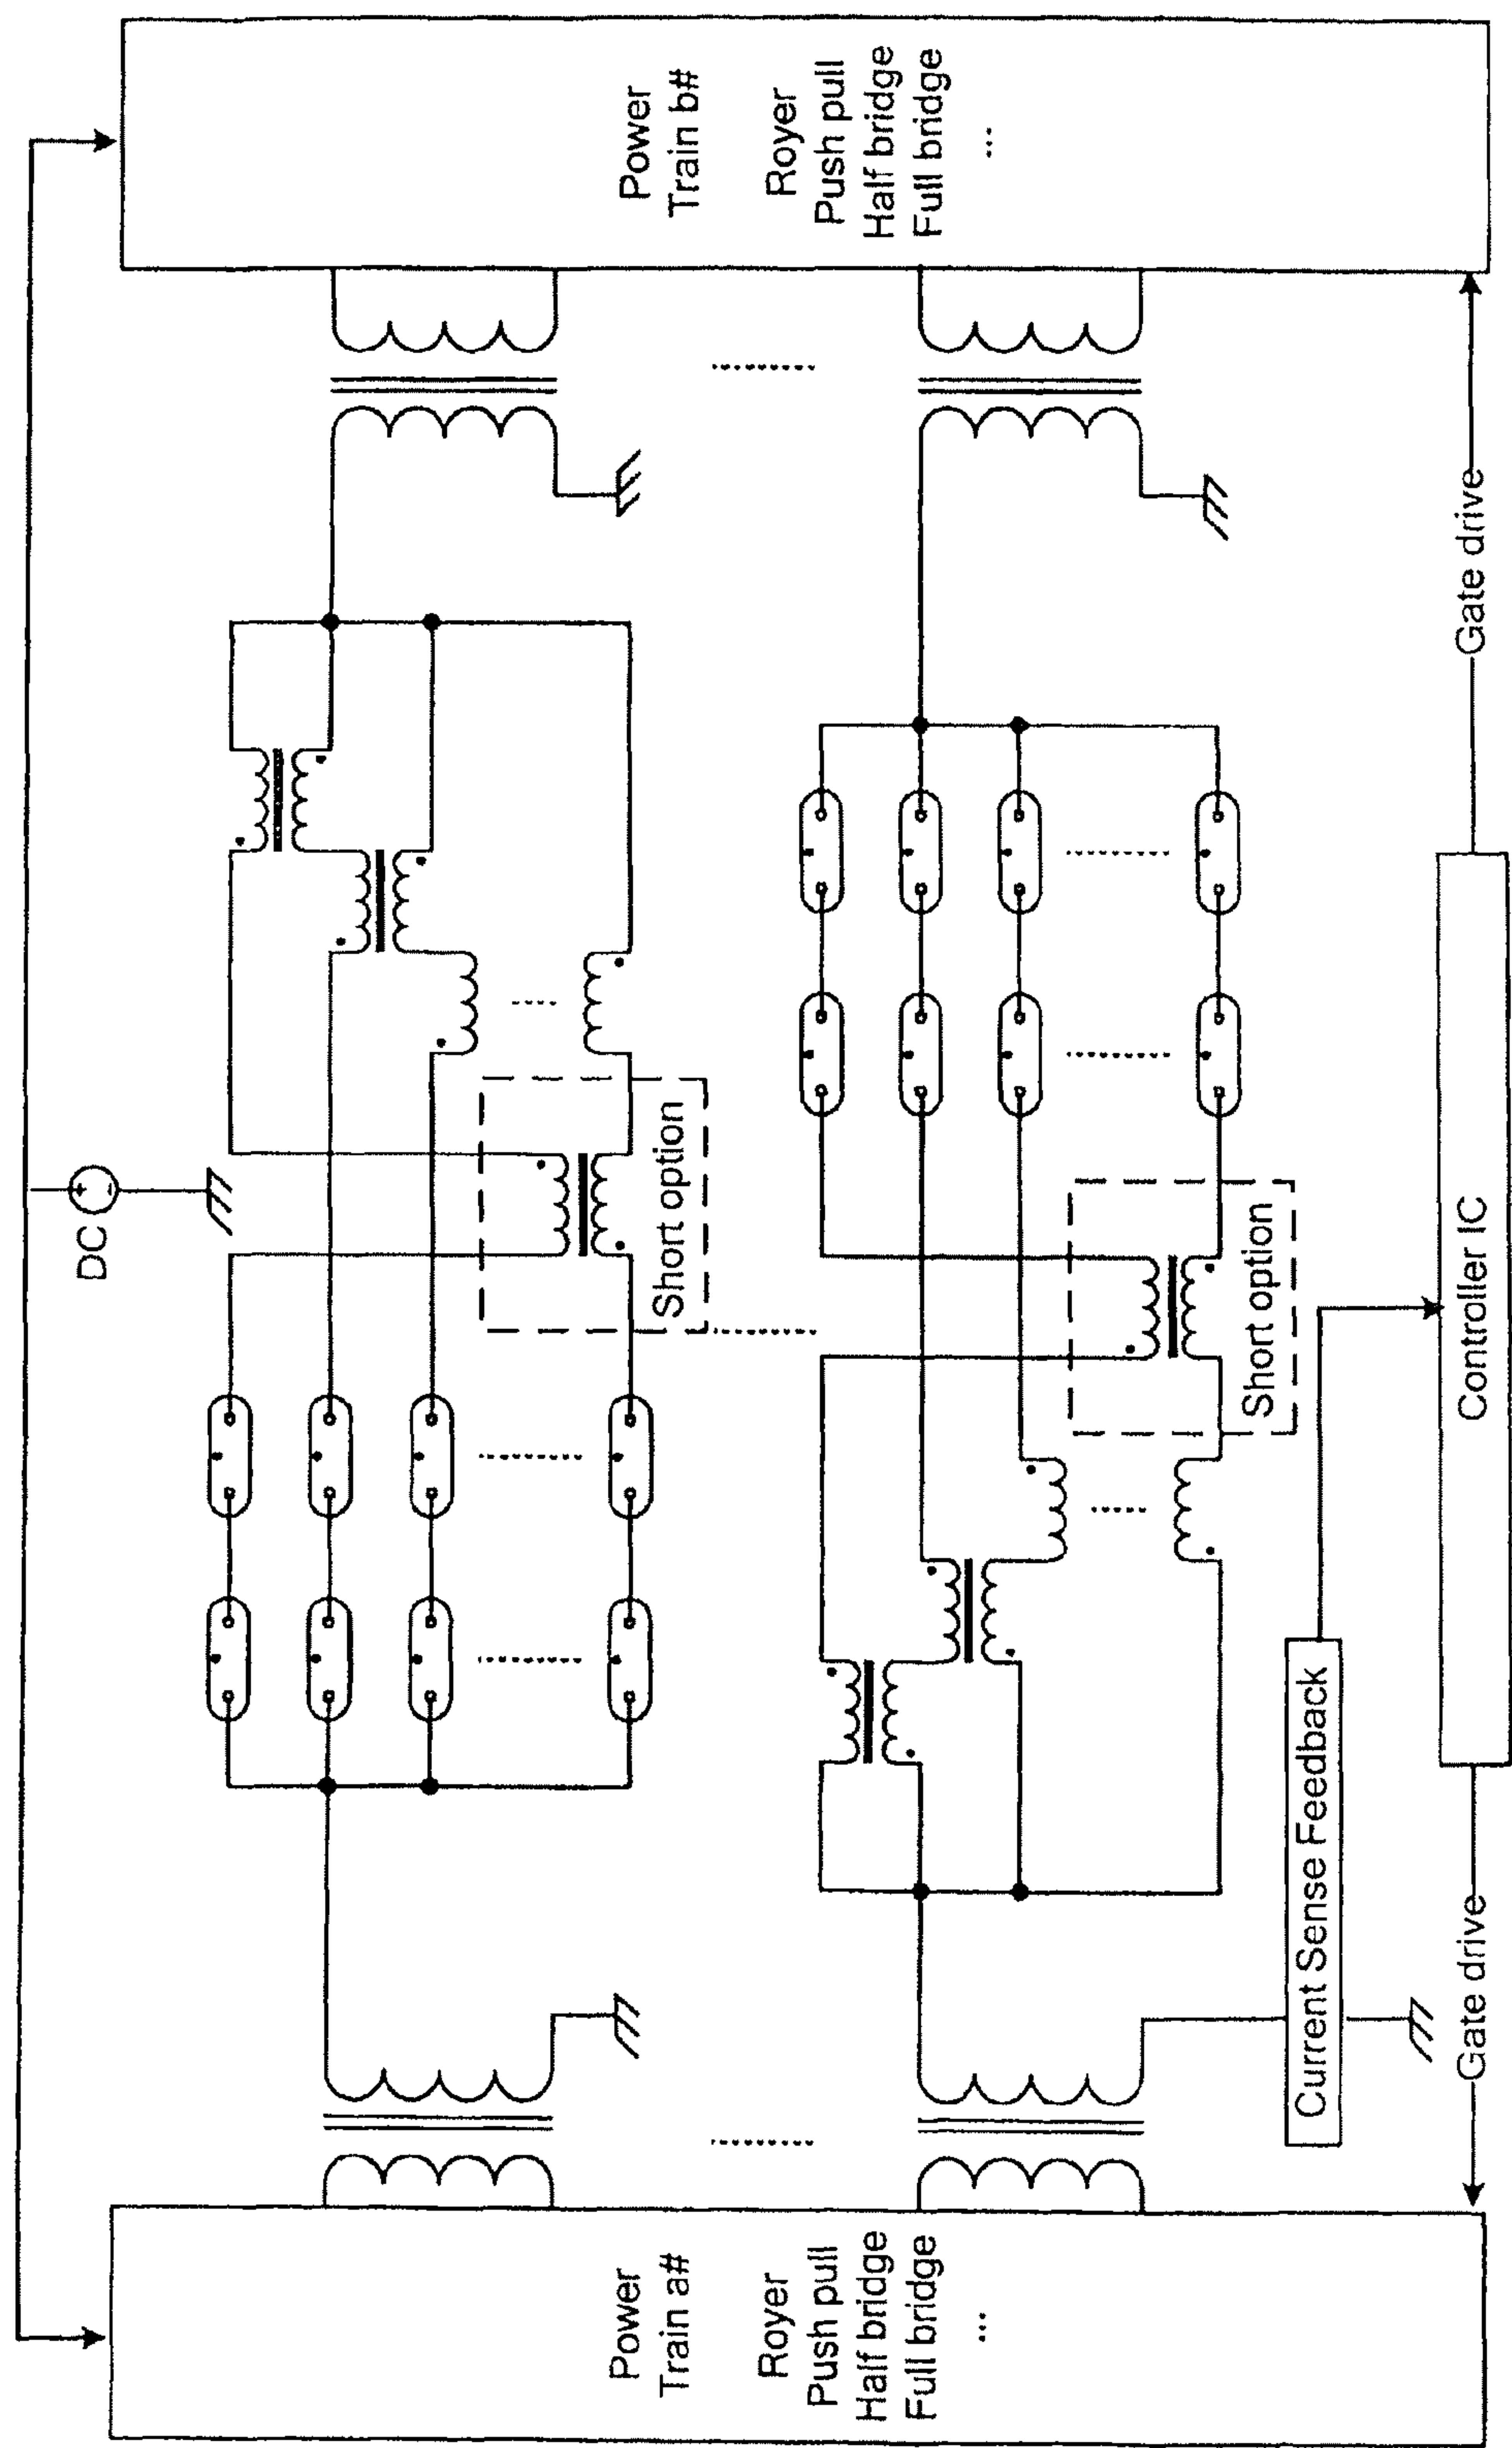 DC
+
-
Power
Train a#
Royer
Push pull
Half bridge
Full bridge
...
Power
Train b#
Royer
Push pull
Half bridge
Full bridge
...
Short option
Short option
Current Sense Feedback
Gate drive
Controller IC
Gate drive